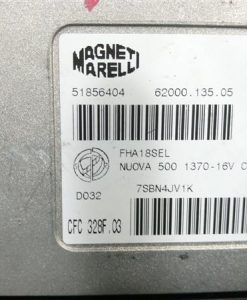 MAGNETI
MARELLI
51856404 62000.135.05
FHA18SEL
NUOVA 500 1370-16V C
D032 7SBN4JV1K
CFC 328F.03